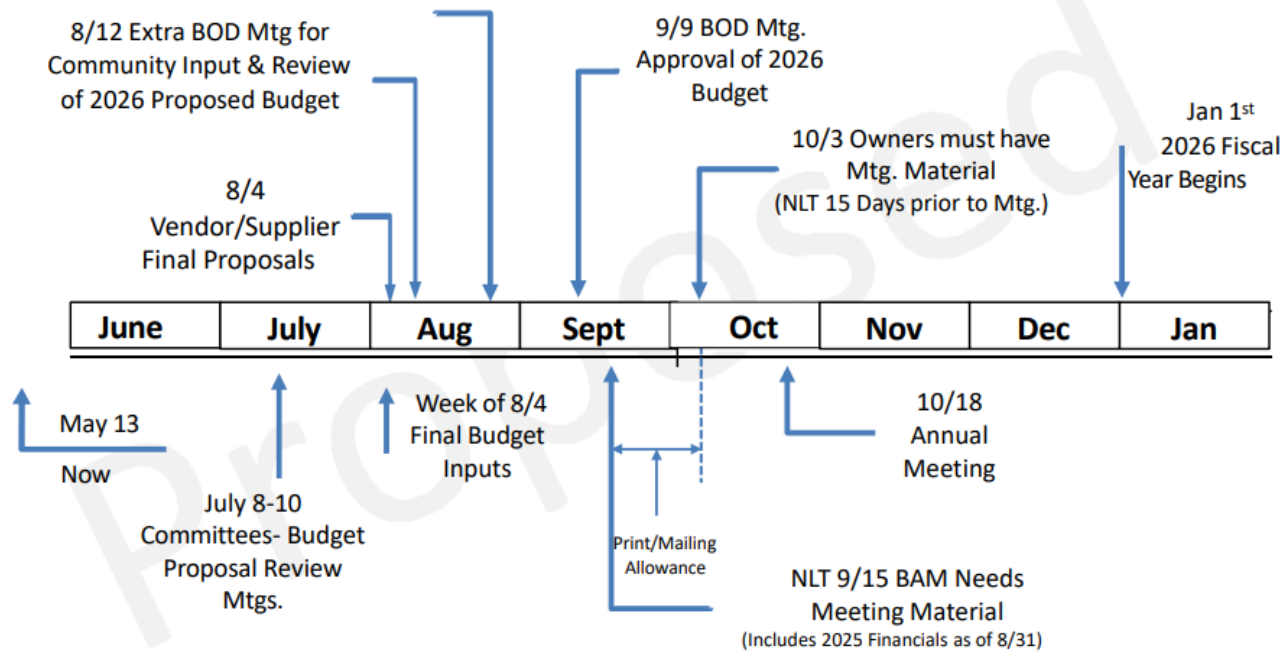 8/12 Extra BOD Mtg for
Community Input & Review
of 2026 Proposed Budget
9/9 BOD Mtg.
Approval of 2026
Budget
Jan 1st
2026 Fiscal
Year Begins
10/3 Owners must have
Mtg. Material
(NLT 15 Days prior to Mtg.)
8/4
Vendor/Supplier
Final Proposals
June July Aug Sept Oct Nov Dec Jan
May 13
Now
July 8-10
Committees- Budget
Proposal Review
Mtgs.
Week of 8/4
Final Budget
Inputs
Print/Mailing
Allowance
10/18
Annual
Meeting
NLT 9/15 BAM Needs
Meeting Material
(Includes 2025 Financials as of 8/31)
Proposed